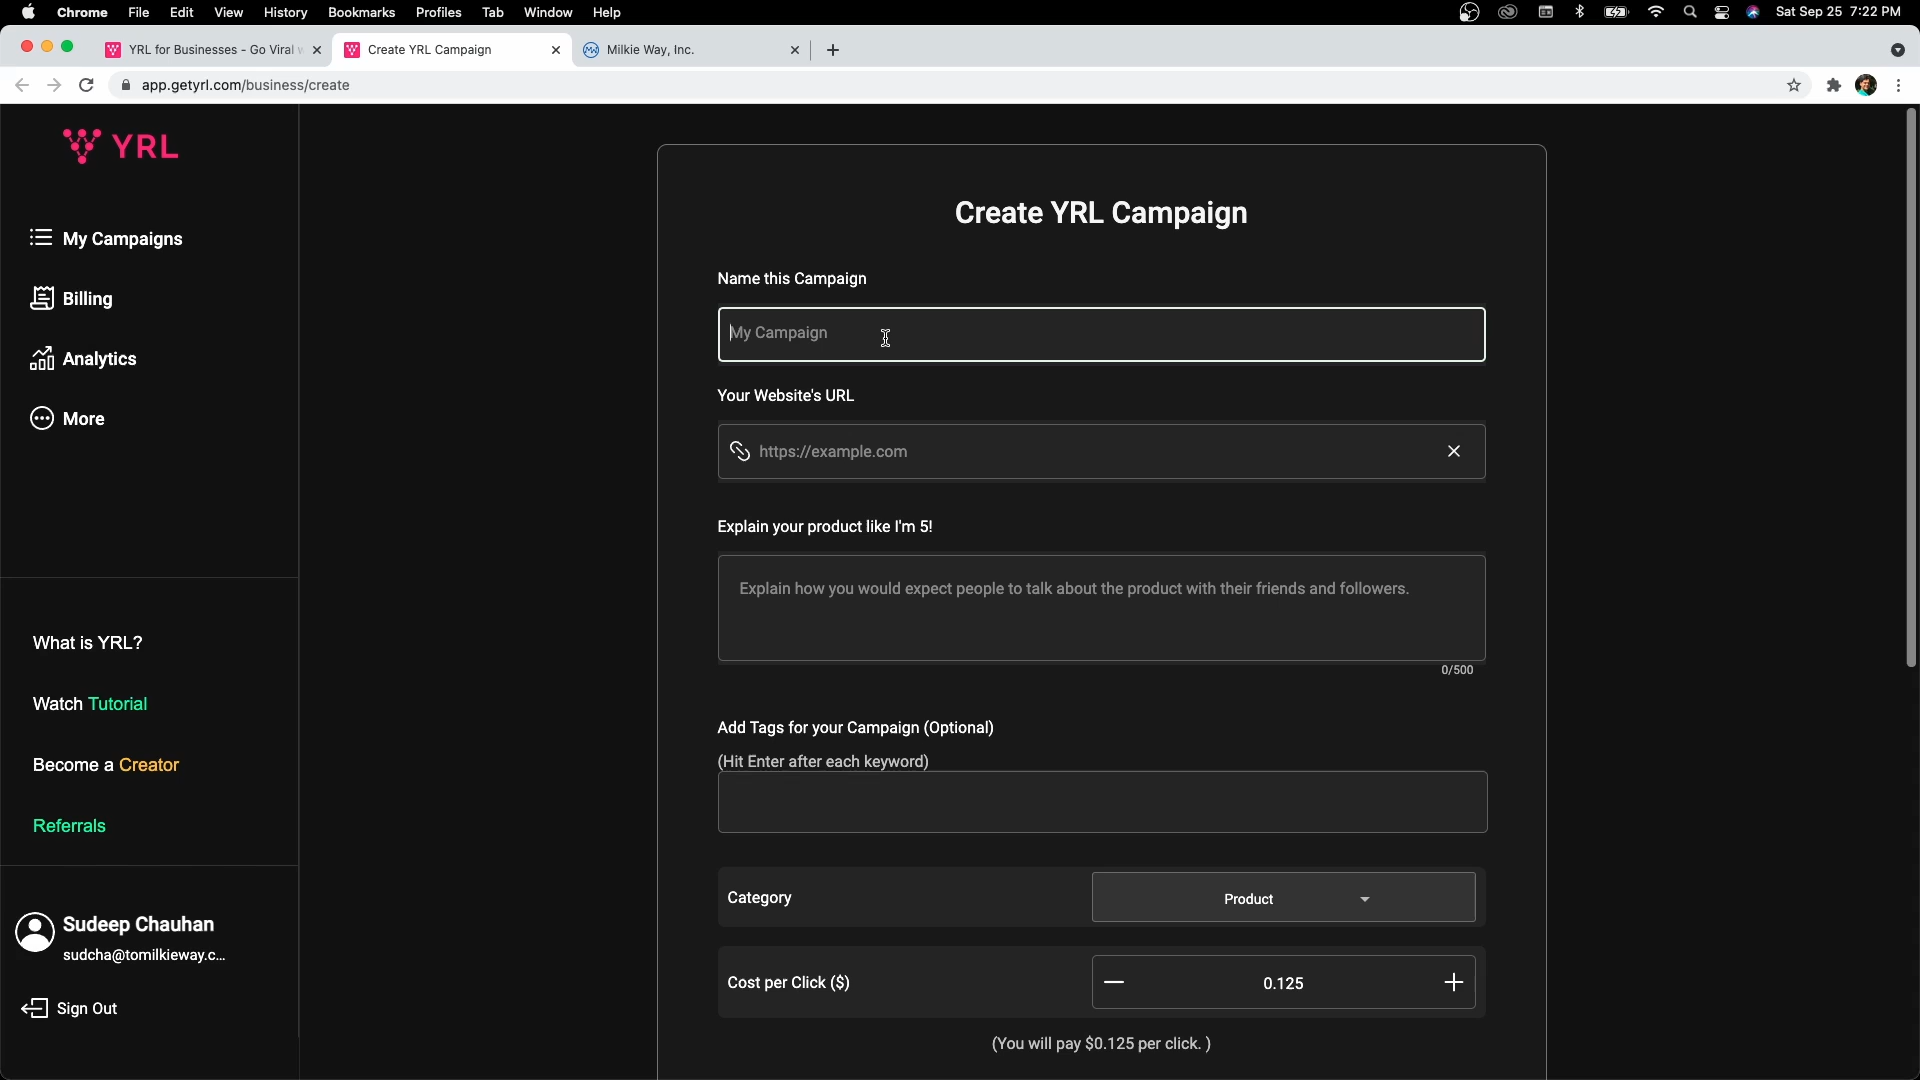 Chrome File Edit View History Bookmarks Profiles Tab Window Help Sat Sep 25 7:22 PM
YRL for Businesses - Go Viral Create YRL Campaign Milkie Way, Inc.
app.getyrl.com/business/create
YRL
My Campaigns
Billing
Analytics
More
What is YRL?
Watch Tutorial
Become a Creator
Referrals
Sudeep Chauhan
sudcha@tomilkieway.c...
Sign Out
Create YRL Campaign
Name this Campaign
My Campaign
Your Website's URL
https://example.com
Explain your product like I'm 5!
Explain how you would expect people to talk about the product with their friends and followers.
0/500
Add Tags for your Campaign (Optional)
(Hit Enter after each keyword)
Category Product
Cost per Click ($) 0.125
(You will pay $0.125 per click. )